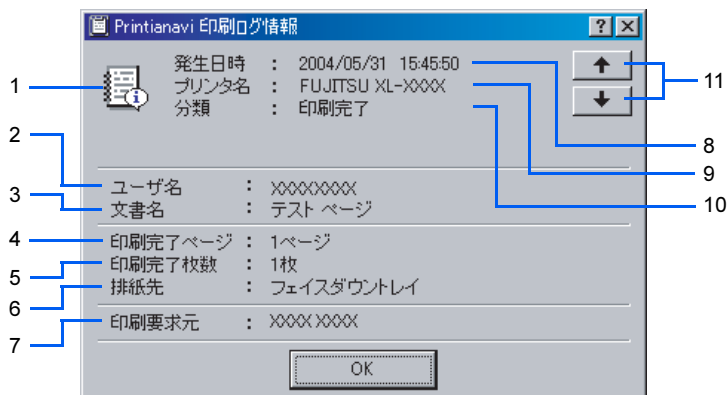 Printianavi 印刷ログ情報
発生日時 : 2004/05/31 15:45:50
プリンタ名 : FUJITSU XL-XXXX
分類 : 印刷完了
ユーザ名 : XXXXXXXX
文書名 : テスト ページ
印刷完了ページ : 1ページ
印刷完了枚数 : 1枚
排紙先 : フェイスダウントレイ
印刷要求元 : XXXX XXXX
OK
1
2
3
4
5
6
7
8
9
10
11